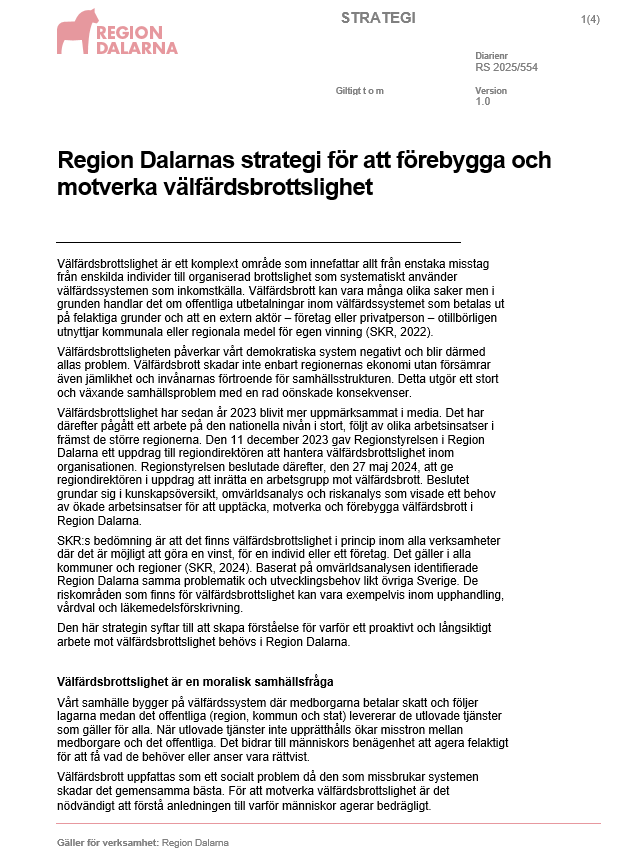 REGION
DALARNA
STRATEGI
1(4)
Diarienr
RS 2025/554
Giltigt t o m
Version
1.0
Region Dalarnas strategi för att förebygga och
motverka välfärdsbrottslighet
Välfärdsbrottslighet är ett komplext område som innefattar allt från enstaka misstag
från enskilda individer till organiserad brottslighet som systematiskt använder
välfärdssystemen som inkomstkälla. Välfärdsbrott kan vara många olika saker men i
grunden handlar det om offentliga utbetalningar inom välfärdssystemet som betalas ut
på felaktiga grunder och att en extern aktör – företag eller privatperson – otillbörligen
utnyttjar kommunala eller regionala medel för egen vinning (SKR, 2022).
Välfärdsbrottsligheten påverkar vårt demokratiska system negativt och blir därmed
allas problem. Välfärdsbrott skadar inte enbart regionernas ekonomi utan försämrar
även jämlikhet och invånarnas förtroende för samhällsstrukturen. Detta utgör ett stort
och växande samhällsproblem med en rad oönskade konsekvenser.
Välfärdsbrottslighet har sedan år 2023 blivit mer uppmärksammat i media. Det har
därefter pågått ett arbete på den nationella nivån i stort, följt av olika arbetsinsatser i
främst de större regionerna. Den 11 december 2023 gav Regionstyrelsen i Region
Dalarna ett uppdrag till regiondirektören att hantera välfärdsbrottslighet inom
organisationen. Regionstyrelsen beslutade därefter, den 27 maj 2024, att ge
regiondirektören i uppdrag att inrätta en arbetsgrupp mot välfärdsbrott. Beslutet
grundar sig i kunskapsöversikt, omvärldsanalys och riskanalys som visade ett behov
av ökade arbetsinsatser för att upptäcka, motverka och förebygga välfärdsbrott i
Region Dalarna.
SKR:s bedömning är att det finns välfärdsbrottslighet i princip inom alla verksamheter
där det är möjligt att göra en vinst, för en individ eller ett företag. Det gäller i alla
kommuner och regioner (SKR, 2024). Baserat på omvärldsanalysen identifierade
Region Dalarna samma problematik och utvecklingsbehov likt övriga Sverige. De
riskområden som finns för välfärdsbrottslighet kan vara exempelvis inom upphandling,
vårdval och läkemedelsförskrivning.
Den här strategin syftar till att skapa förståelse för varför ett proaktivt och långsiktigt
arbete mot välfärdsbrottslighet behövs i Region Dalarna.
Välfärdsbrottslighet är en moralisk samhällsfråga
Vårt samhälle bygger på välfärdssystem där medborgarna betalar skatt och följer
lagarna medan det offentliga (region, kommun och stat) levererar de utlovade tjänster
som gäller för alla. När utlovade tjänster inte upprätthålls ökar misstron mellan
medborgare och det offentliga. Det bidrar till människors benägenhet att agera felaktigt
för att få vad de behöver eller anser vara rättvist.
Välfärdsbrott uppfattas som ett socialt problem då den som missbrukar systemen
skadar det gemensamma bästa. För att motverka välfärdsbrottslighet är det
nödvändigt att förstå anledningen till varför människor agerar bedrägligt.
Gäller för verksamhet: Region Dalarna